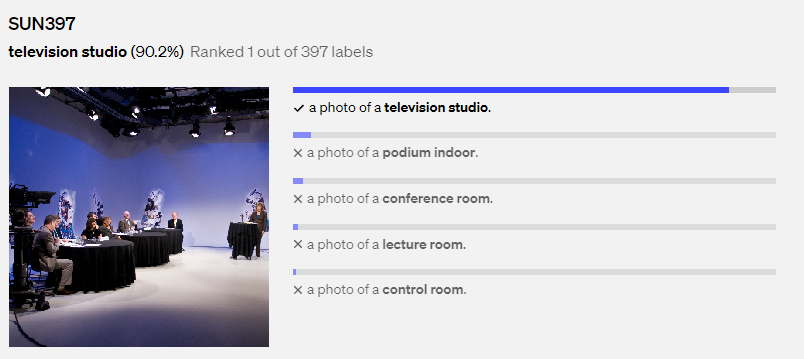 SUN397
television studio (90.2%) Ranked 1 out of 397 labels
✓ a photo of a television studio.
× a photo of a podium indoor.
× a photo of a conference room.
× a photo of a lecture room.
× a photo of a control room.